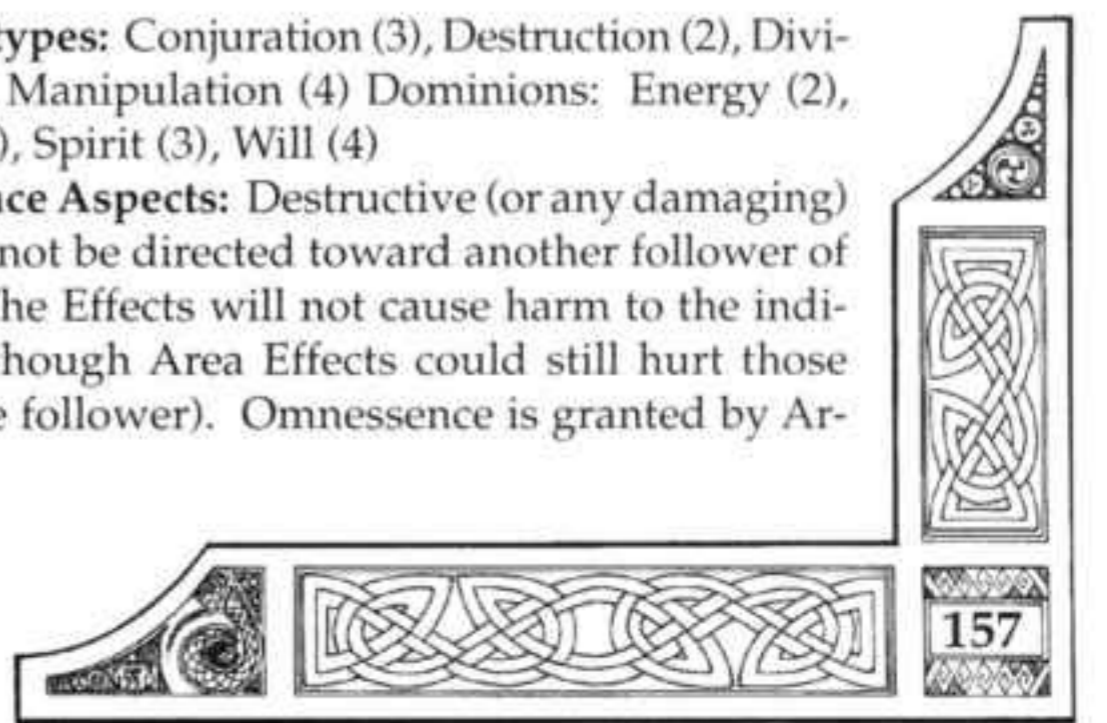 types: Conjuration (3), Destruction (2), Divi-
Manipulation (4) Dominions: Energy (2),
), Spirit (3), Will (4)
ce Aspects: Destructive (or any damaging)
not be directed toward another follower of
he Effects will not cause harm to the indi-
hough Area Effects could still hurt those
e follower). Omnessence is granted by Ar-
157